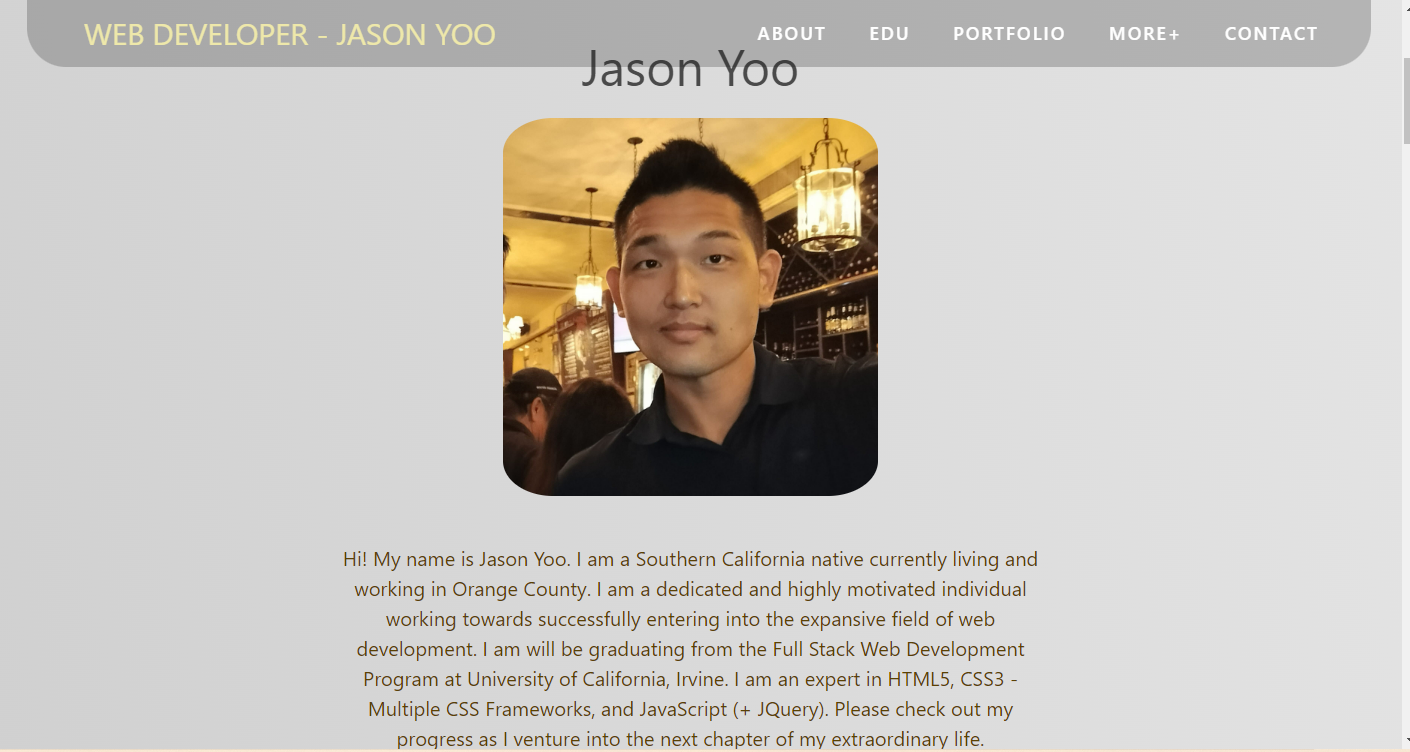 WEB DEVELOPER - JASON YOO
ABOUT EDU PORTFOLIO MORE+ CONTACT
Jason Yoo
Hi! My name is Jason Yoo. I am a Southern California native currently living and
working in Orange County. I am a dedicated and highly motivated individual
working towards successfully entering into the expansive field of web
development. I am will be graduating from the Full Stack Web Development
Program at University of California, Irvine. I am an expert in HTML5, CSS3 -
Multiple CSS Frameworks, and JavaScript (+ JQuery). Please check out my
progress as I venture into the next chapter of my extraordinary life.